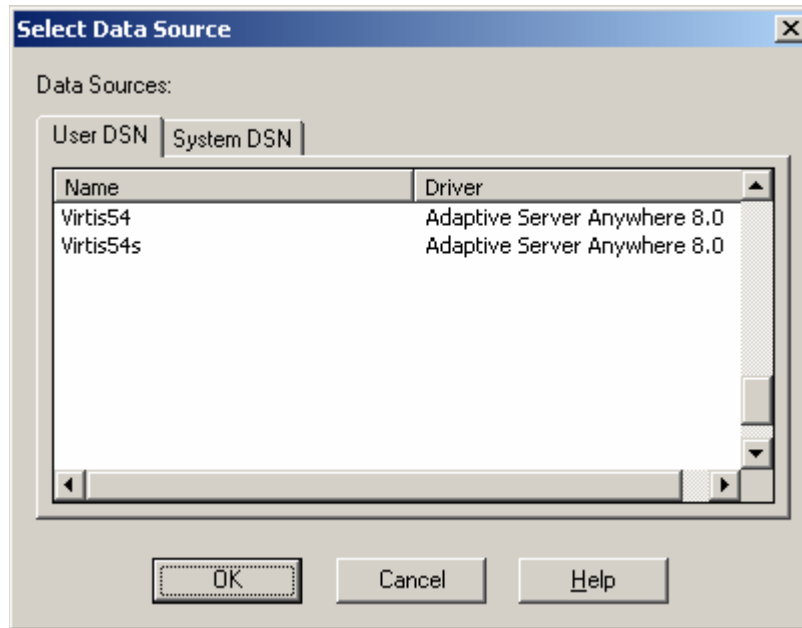 Select Data Source
Data Sources:
User DSN System DSN
Name Driver
Virtis54 Adaptive Server Anywhere 8.0
Virtis54s Adaptive Server Anywhere 8.0
OK Cancel Help